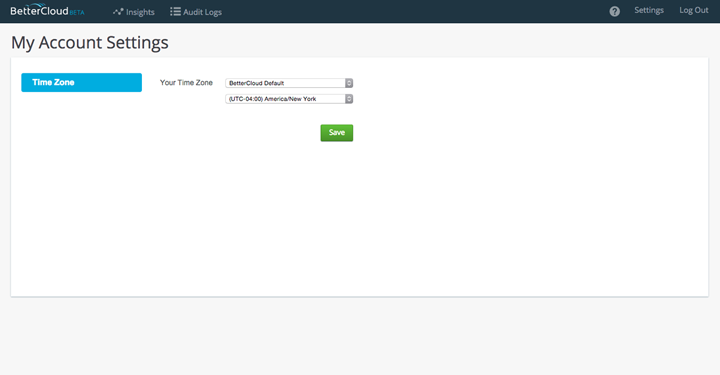 BetterCloud BETA Insights Audit Logs ? Settings Log Out
My Account Settings
Time Zone Your Time Zone BetterCloud Default
(UTC-04:00) America/New York
Save